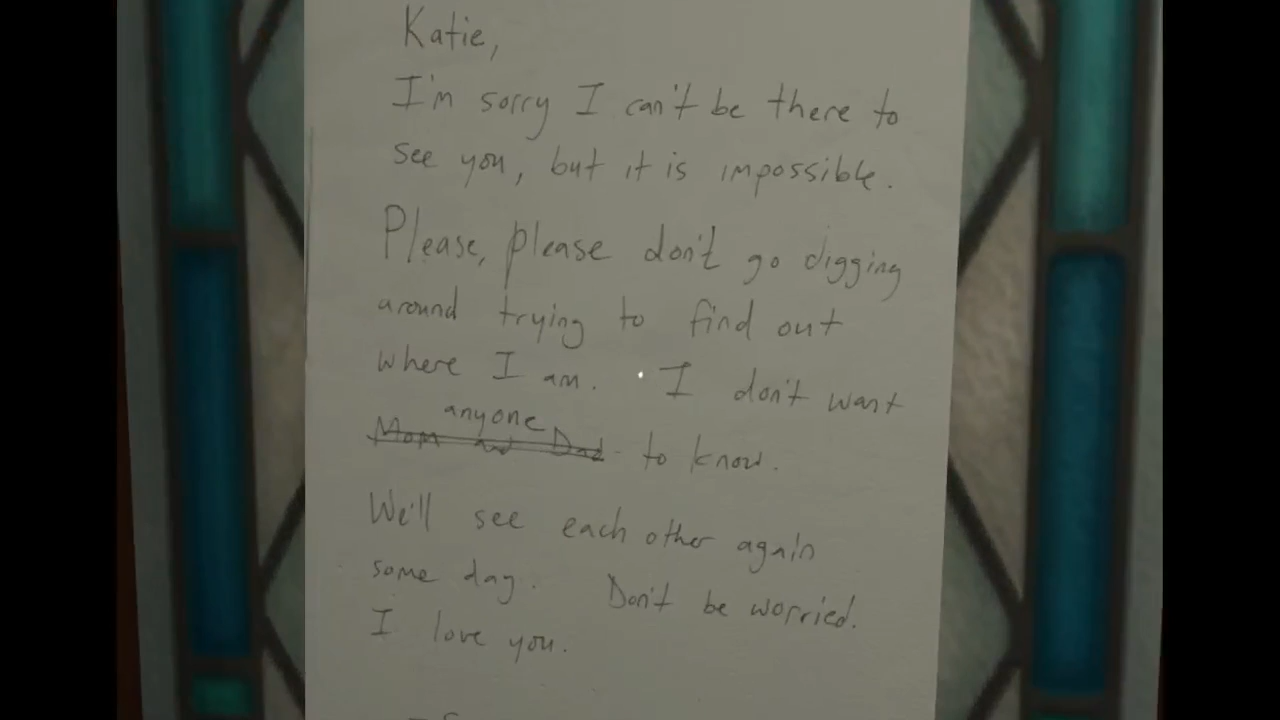 Katie,
I'm sorry I can't be there to
see you, but it is impossible.
Please, please don't go digging
around trying to find out
where I am. I don't want
anyone
Mom and Dad to know.
We'll see each other again
some day. Don't be worried.
I love you.